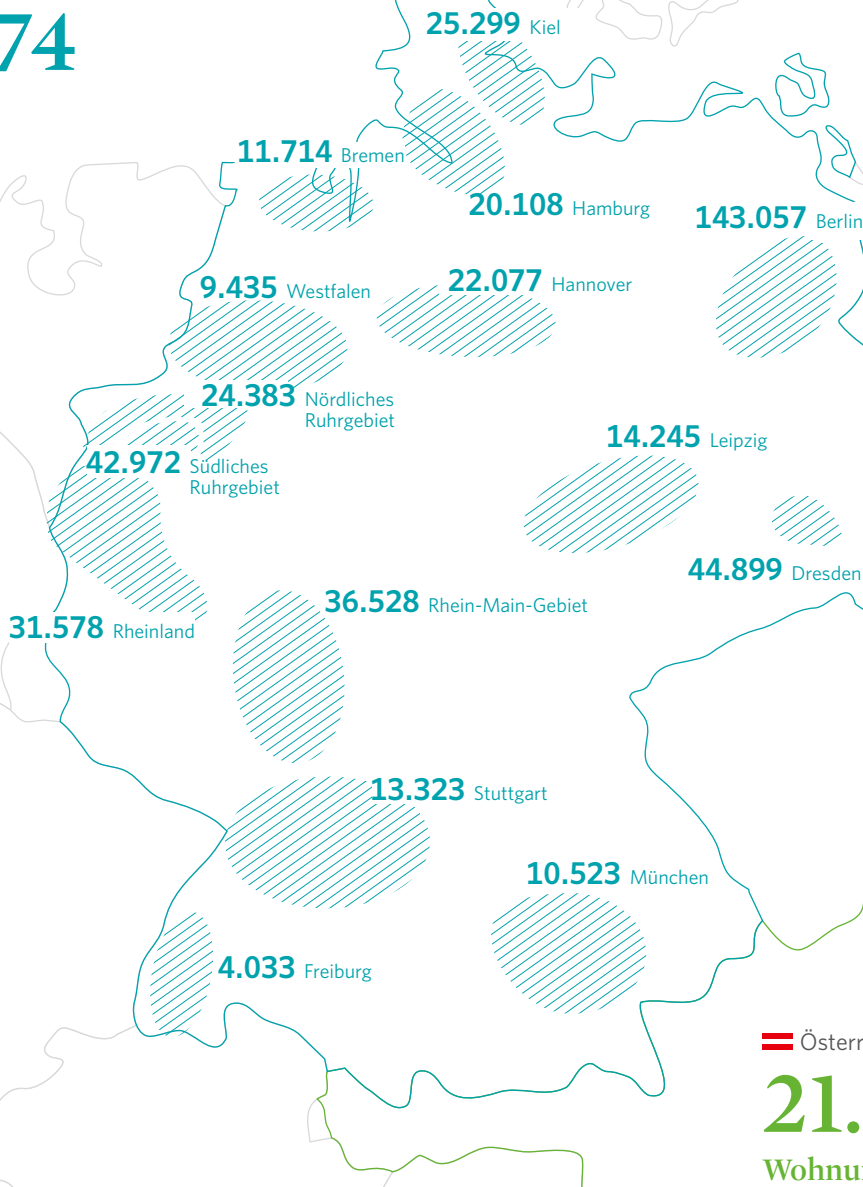 74
25.299 Kiel
11.714 Bremen
20.108 Hamburg
143.057 Berlin
9.435 Westfalen
22.077 Hannover
24.383 Nördliches
Ruhrgebiet
14.245 Leipzig
42.972 Südliches
Ruhrgebiet
44.899 Dresden
36.528 Rhein-Main-Gebiet
31.578 Rheinland
13.323 Stuttgart
10.523 München
4.033 Freiburg
Österr
21.
Wohnu